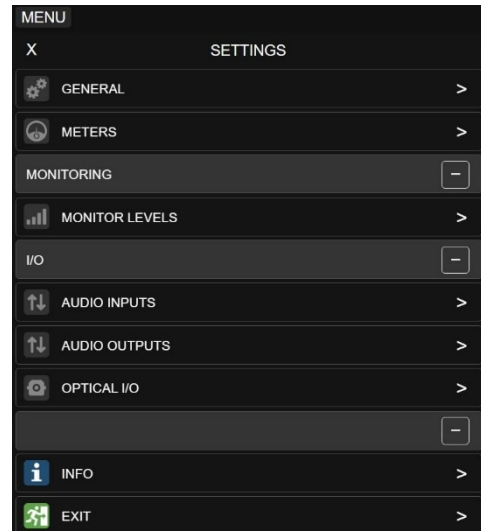 MENU
X SETTINGS
GENERAL >
METERS >
MONITORING −
MONITOR LEVELS >
I/O −
AUDIO INPUTS >
AUDIO OUTPUTS >
OPTICAL I/O >
−
INFO >
EXIT >